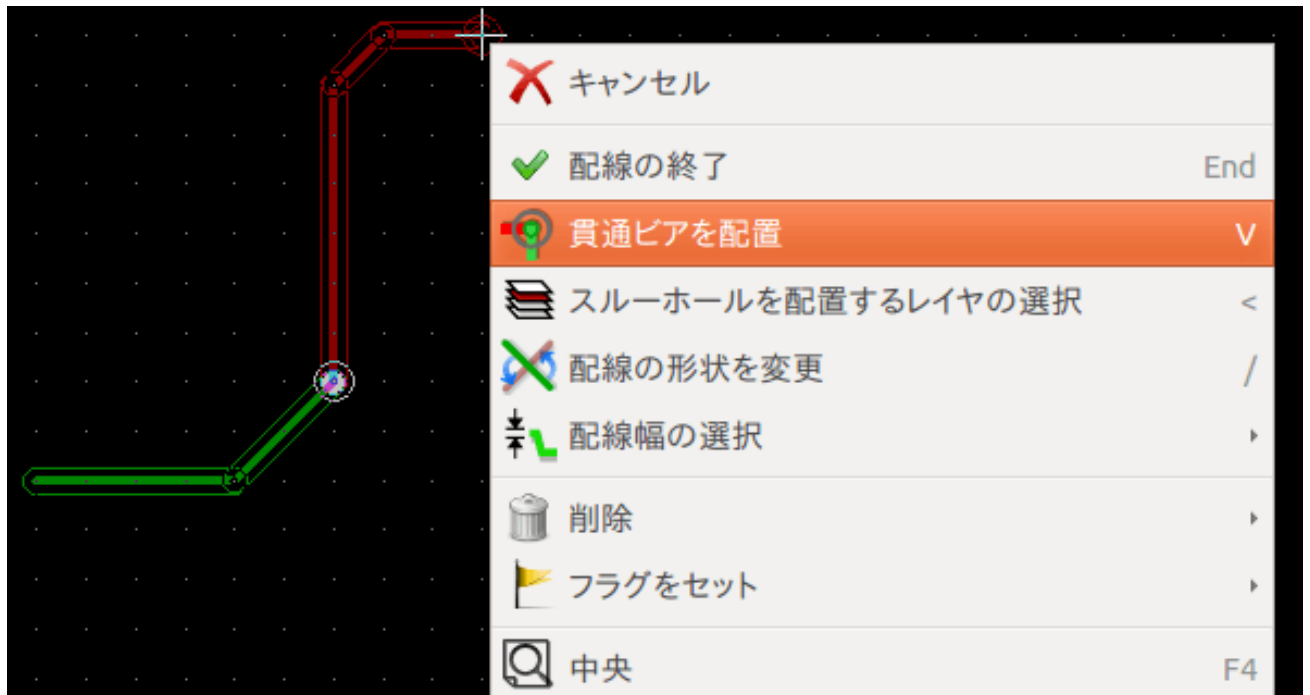 キャンセル
配線の終了 End
貫通ビアを配置 V
スルーホールを配置するレイヤの選択 <
配線の形状を変更 /
配線幅の選択
削除
フラグをセット
中央 F4